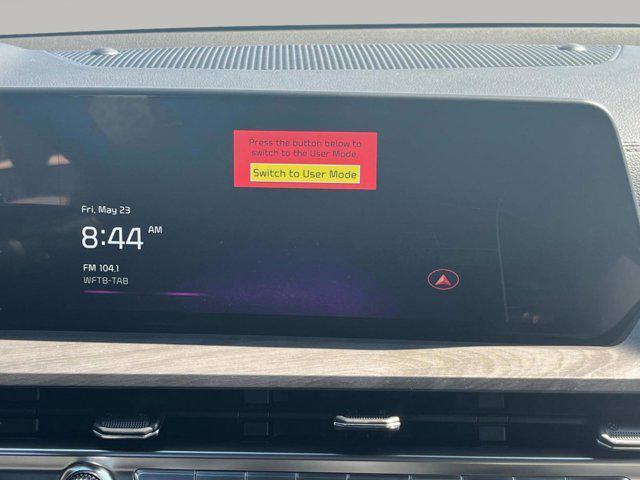 Press the button below to
switch to the User Mode.
Switch to User Mode
Fri, May 23
8:44 AM
FM 104.1
WFTB-TAB